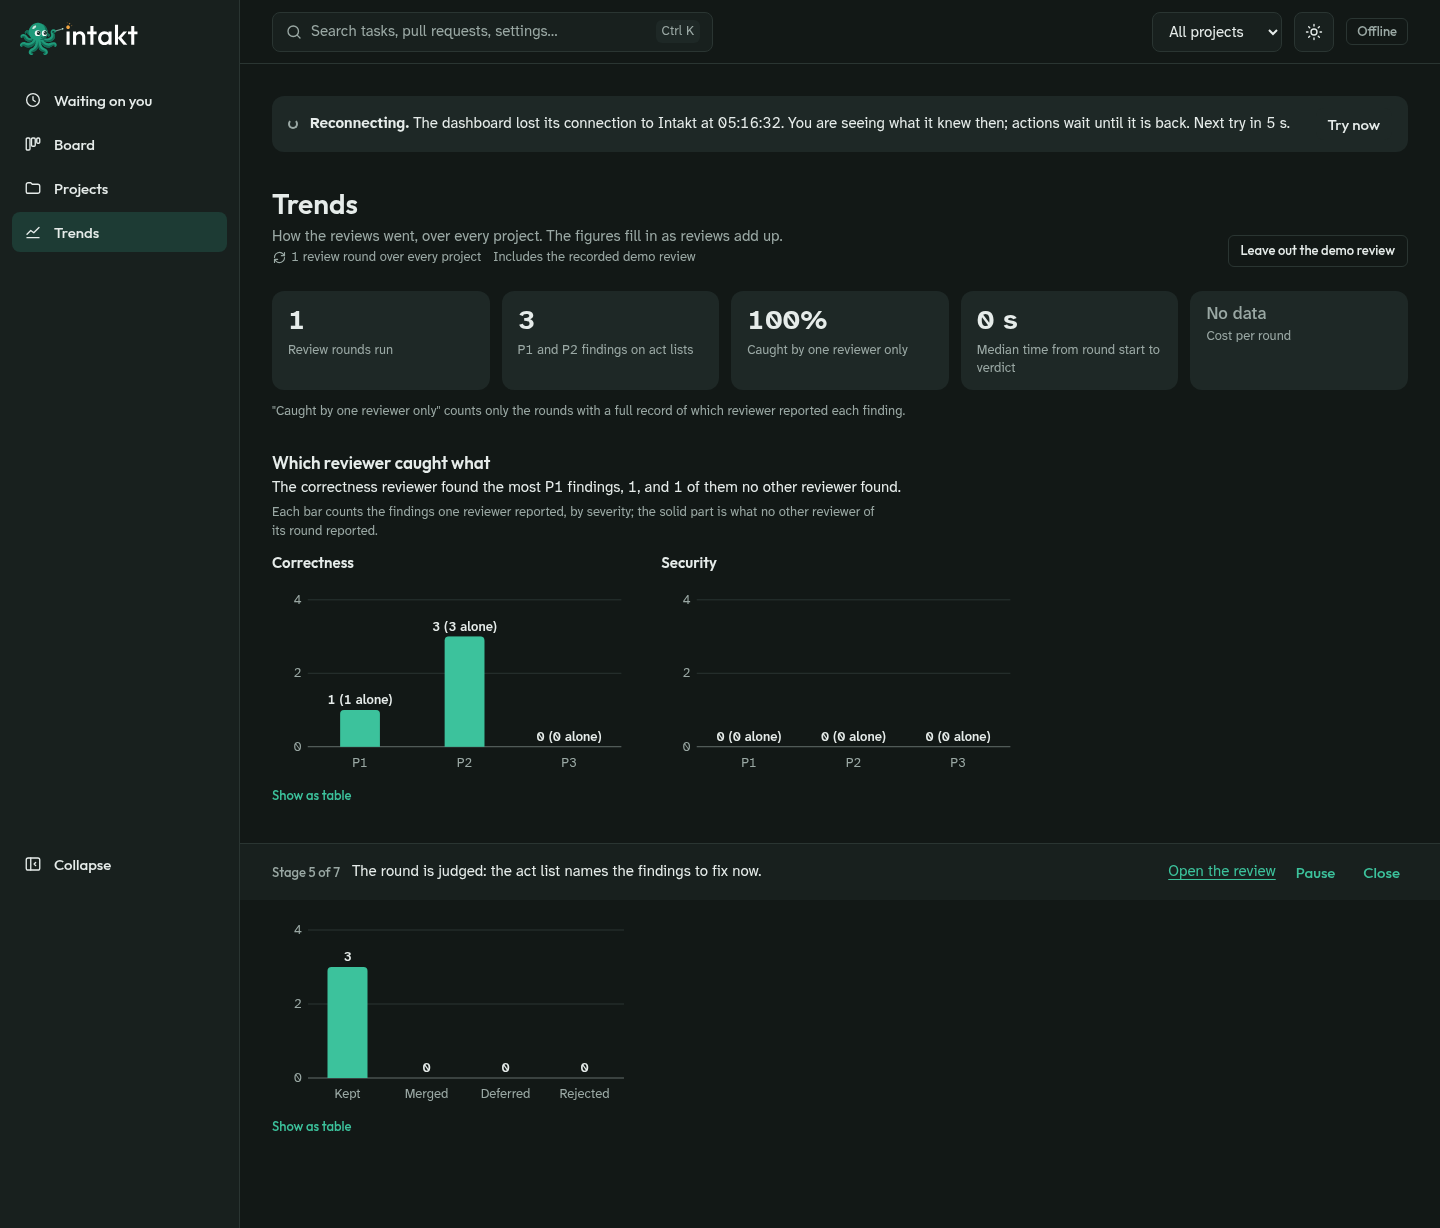 intakt
Search tasks, pull requests, settings...
Ctrl K
All projects
Offline
Waiting on you
Board
Projects
Trends
Collapse
Reconnecting. The dashboard lost its connection to Intakt at 05:16:32. You are seeing what it knew then; actions wait until it is back. Next try in 5 s.
Try now
Trends
How the reviews went, over every project. The figures fill in as reviews add up.
1 review round over every project
Includes the recorded demo review
Leave out the demo review
1
Review rounds run
3
P1 and P2 findings on act lists
100%
Caught by one reviewer only
0 s
Median time from round start to
verdict
No data
Cost per round
"Caught by one reviewer only" counts only the rounds with a full record of which reviewer reported each finding.
Which reviewer caught what
The correctness reviewer found the most P1 findings, 1, and 1 of them no other reviewer found.
Each bar counts the findings one reviewer reported, by severity; the solid part is what no other reviewer of
its round reported.
Correctness
4
3 (3 alone)
2
1 (1 alone)
0 (0 alone)
0
P1
P2
P3
Security
4
2
0 (0 alone)
0 (0 alone)
0 (0 alone)
0
P1
P2
P3
Show as table
Stage 5 of 7
The round is judged: the act list names the findings to fix now.
Open the review
Pause
Close
4
3
2
0
0
0
0
Kept
Merged
Deferred
Rejected
Show as table